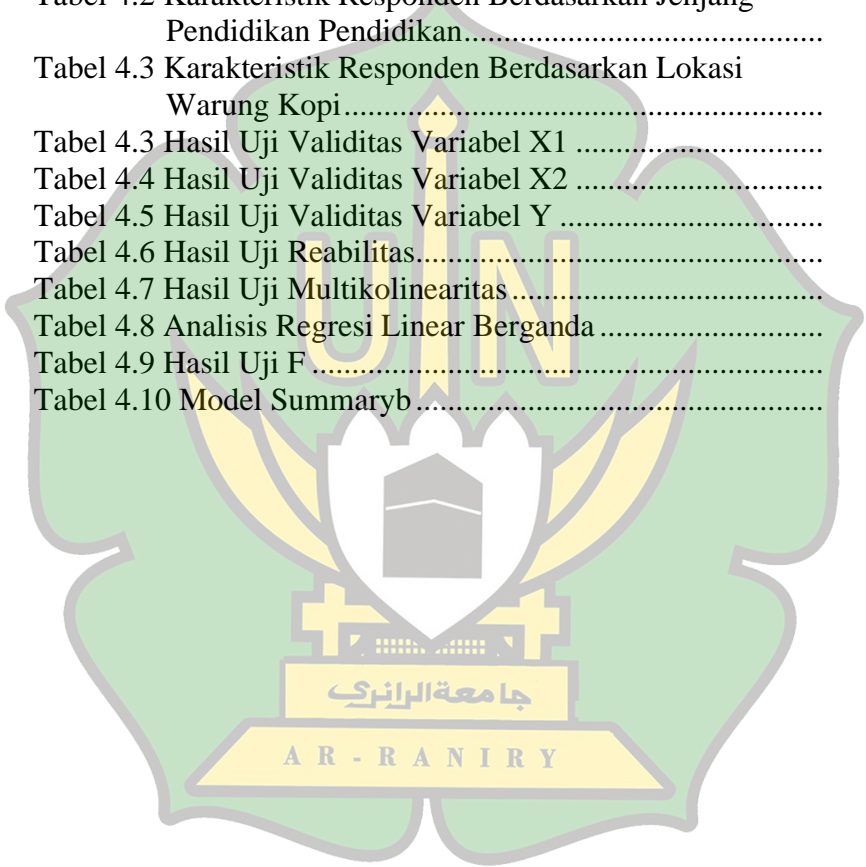 Tabel 4.2 Karakteristik Responden Berdasarkan Jenjang
Pendidikan Pendidikan.............................................
Tabel 4.3 Karakteristik Responden Berdasarkan Lokasi
Warung Kopi............................................................
Tabel 4.3 Hasil Uji Validitas Variabel X1 ...............................
Tabel 4.4 Hasil Uji Validitas Variabel X2 ...............................
Tabel 4.5 Hasil Uji Validitas Variabel Y .................................
Tabel 4.6 Hasil Uji Reabilitas...................................................
Tabel 4.7 Hasil Uji Multikolinearitas.......................................
Tabel 4.8 Analisis Regresi Linear Berganda............................
Tabel 4.9 Hasil Uji F ................................................................
Tabel 4.10 Model Summaryb...................................................
UIN
جامعةالرانري
AR-RANIRY